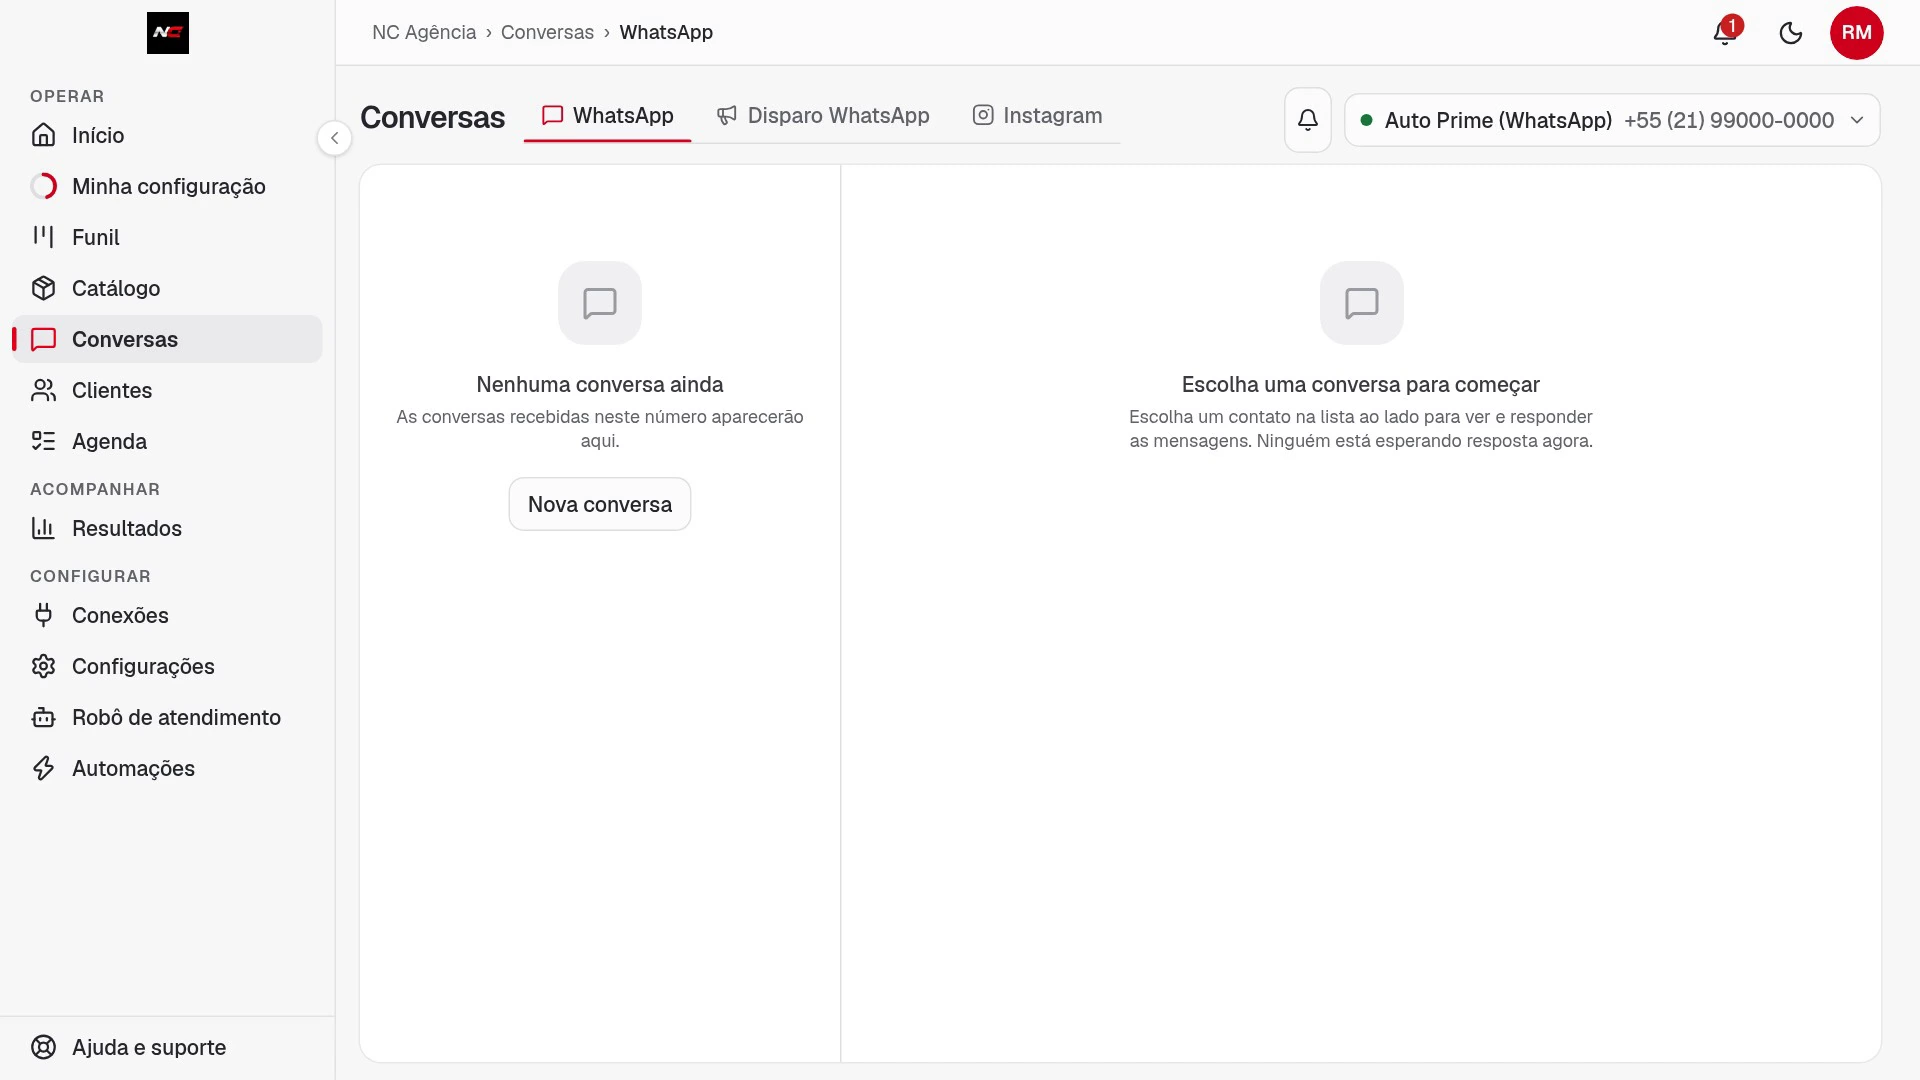 NC
NC Agência › Conversas › WhatsApp
1
RM
OPERAR
Início
Minha configuração
Funil
Catálogo
Conversas
Clientes
Agenda
ACOMPANHAR
Resultados
CONFIGURAR
Conexões
Configurações
Robô de atendimento
Automações
Ajuda e suporte
Conversas
WhatsApp
Disparo WhatsApp
Instagram
Auto Prime (WhatsApp) +55 (21) 99000-0000
Nenhuma conversa ainda
As conversas recebidas neste número aparecerão
aqui.
Nova conversa
Escolha uma conversa para começar
Escolha um contato na lista ao lado para ver e responder
as mensagens. Ninguém está esperando resposta agora.